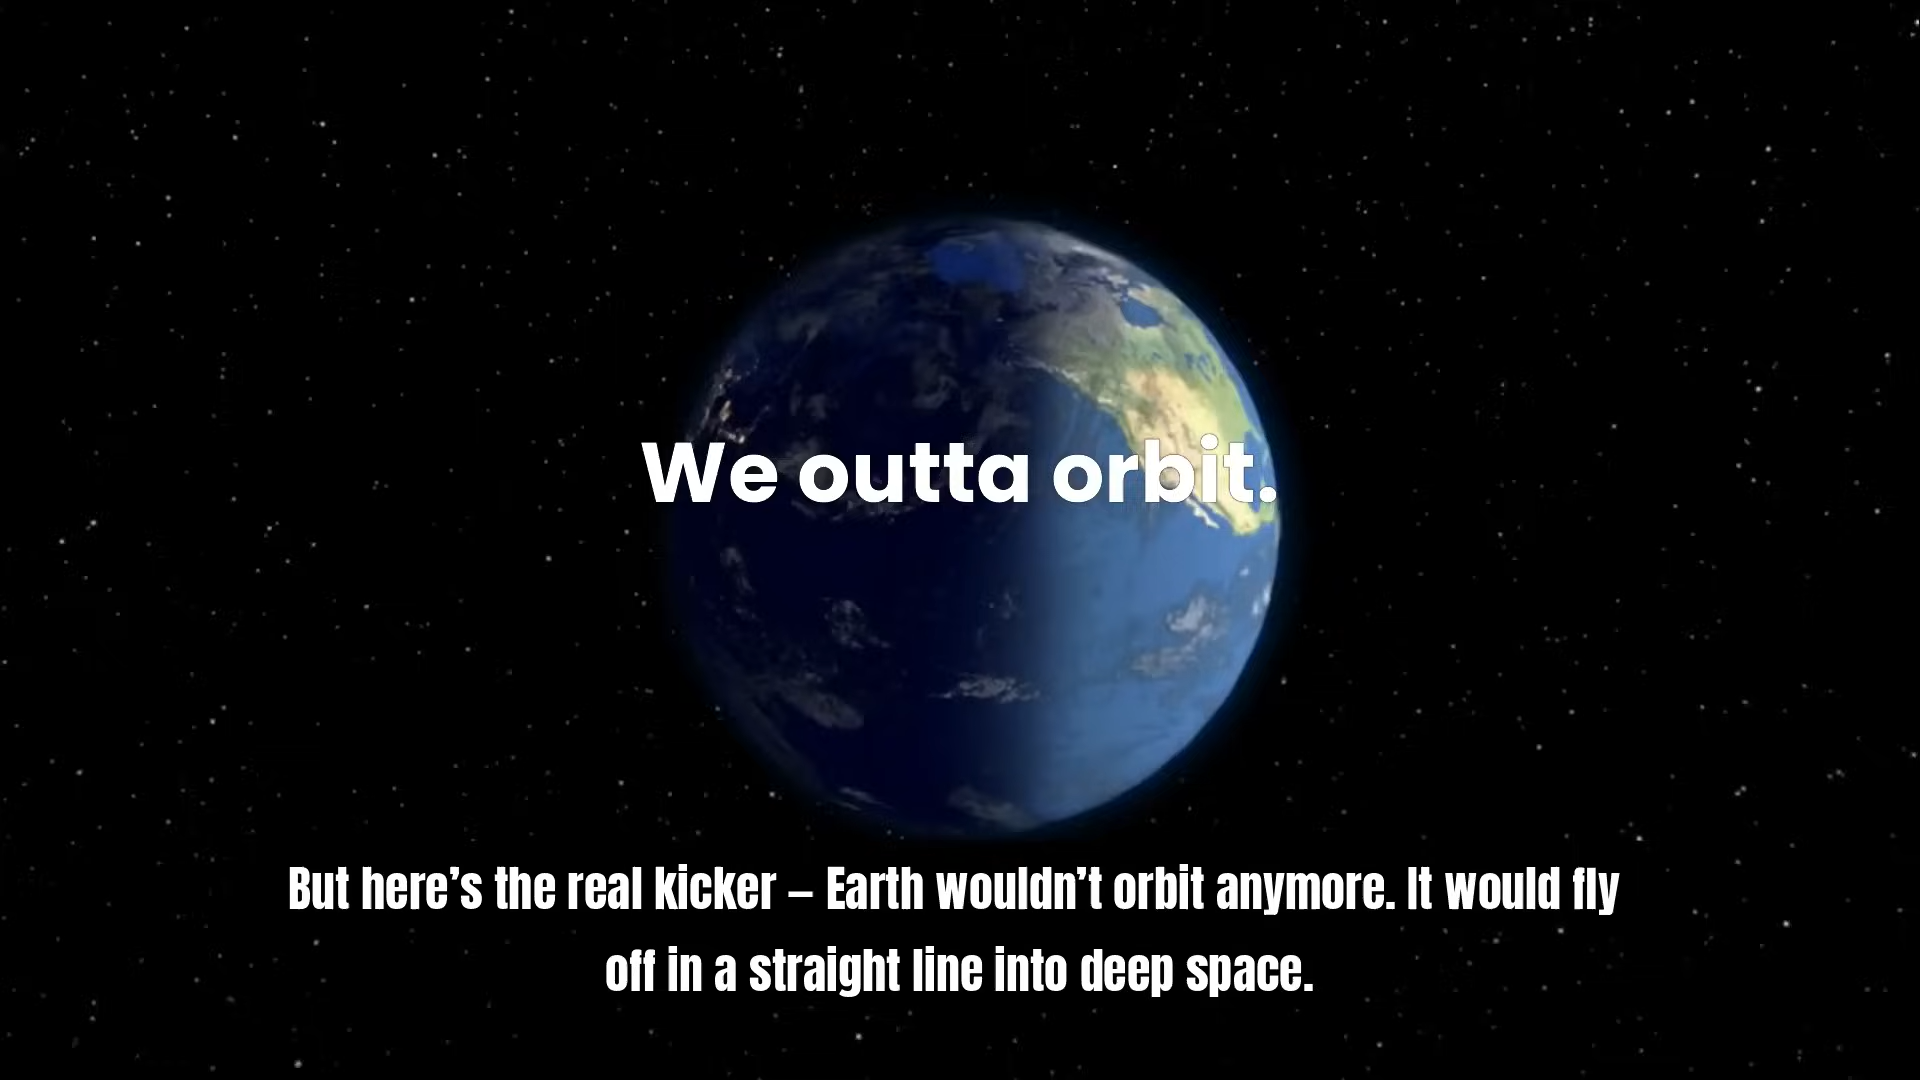 We outta orbit.
But here’s the real kicker – Earth wouldn’t orbit anymore. It would fly
off in a straight line into deep space.